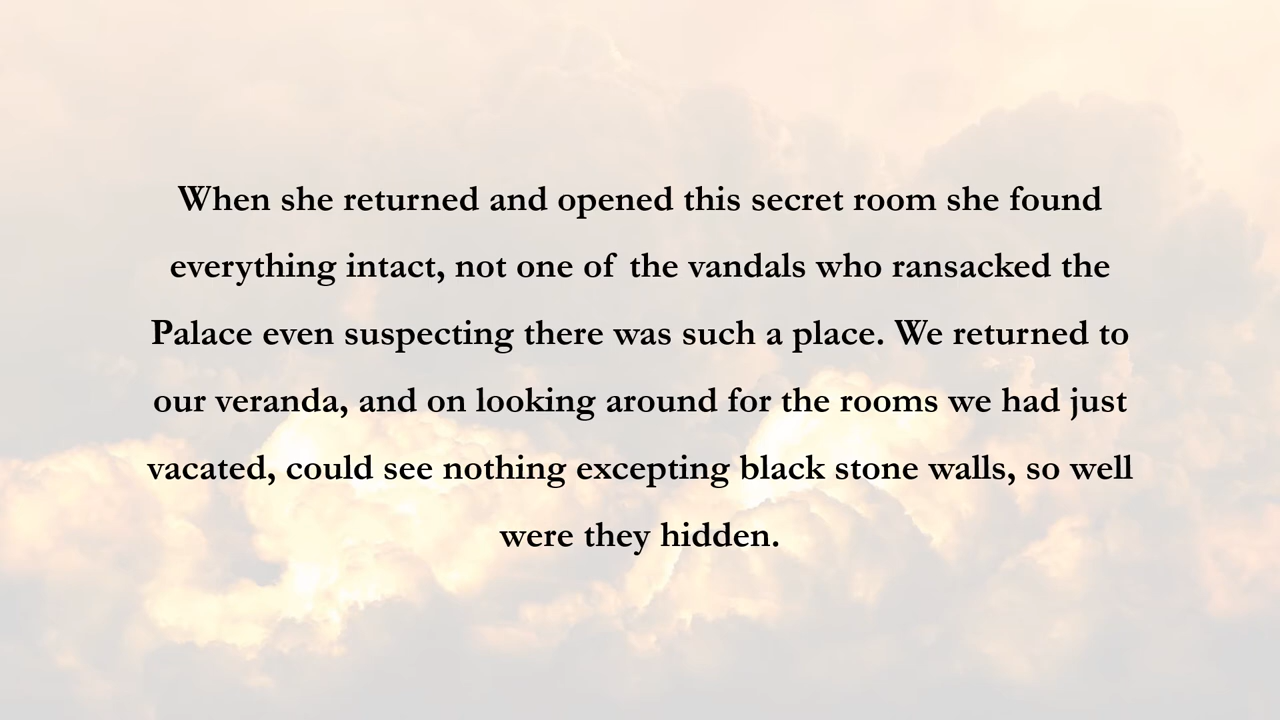 When she returned and opened this secret room she found
everything intact, not one of the vandals who ransacked the
Palace even suspecting there was such a place. We returned to
our veranda, and on looking around for the rooms we had just
vacated, could see nothing excepting black stone walls, so well
were they hidden.